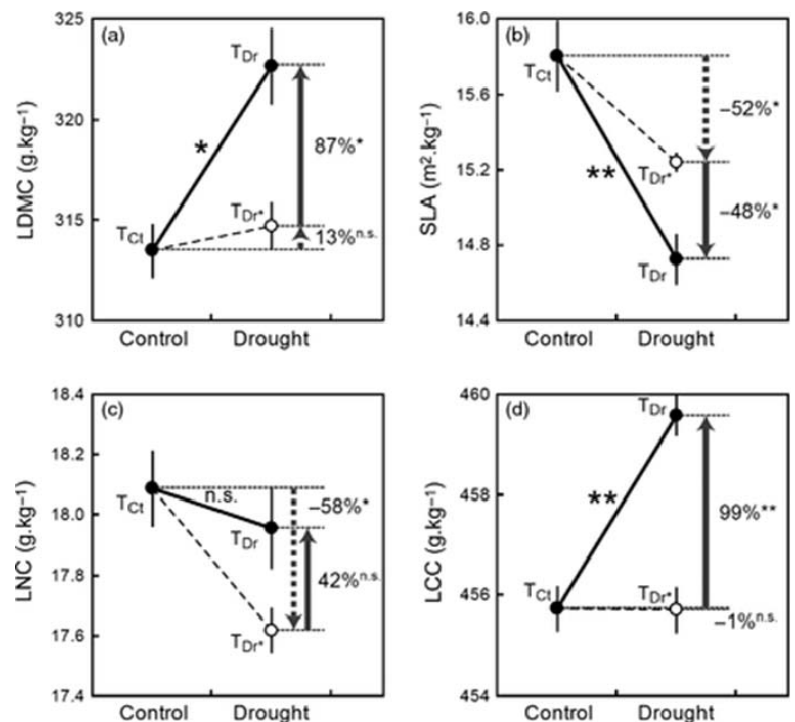 (a)
LDMC (g.kg⁻¹)
325
320
315
310
T_Dr
*
87%*
T_Dr*
T_Ct
13%ⁿ·ˢ·
Control Drought
(b)
SLA (m².kg⁻¹)
16.0
15.6
15.2
14.8
14.4
T_Ct
–52%*
T_Dr*
**
–48%*
T_Dr
Control Drought
(c)
LNC (g.kg⁻¹)
18.4
18.2
18.0
17.8
17.6
17.4
T_Ct
n.s.
–58%*
T_Dr
42%ⁿ·ˢ·
T_Dr*
Control Drought
(d)
LCC (g.kg⁻¹)
460
458
456
454
T_Dr
**
99%**
T_Ct
T_Dr*
–1%ⁿ·ˢ·
Control Drought